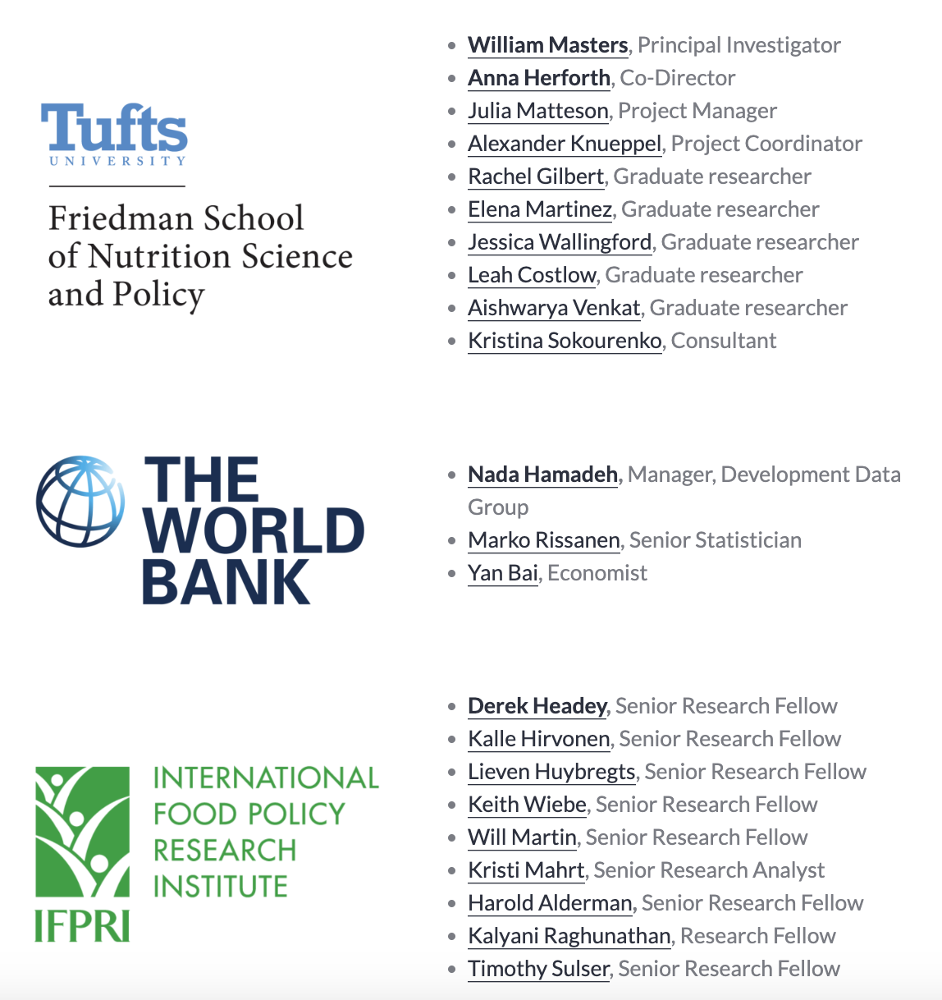 Tufts
UNIVERSITY
Friedman School
of Nutrition Science
and Policy
• William Masters, Principal Investigator
• Anna Herforth, Co-Director
• Julia Matteson, Project Manager
• Alexander Knueppel, Project Coordinator
• Rachel Gilbert, Graduate researcher
• Elena Martinez, Graduate researcher
• Jessica Wallingford, Graduate researcher
• Leah Costlow, Graduate researcher
• Aishwarya Venkat, Graduate researcher
• Kristina Sokourenko, Consultant
THE
WORLD
BANK
• Nada Hamadeh, Manager, Development Data
Group
• Marko Rissanen, Senior Statistician
• Yan Bai, Economist
INTERNATIONAL
FOOD POLICY
RESEARCH
INSTITUTE
IFPRI
• Derek Headey, Senior Research Fellow
• Kalle Hirvonen, Senior Research Fellow
• Lieven Huybregts, Senior Research Fellow
• Keith Wiebe, Senior Research Fellow
• Will Martin, Senior Research Fellow
• Kristi Mahrt, Senior Research Analyst
• Harold Alderman, Senior Research Fellow
• Kalyani Raghunathan, Research Fellow
• Timothy Sulser, Senior Research Fellow